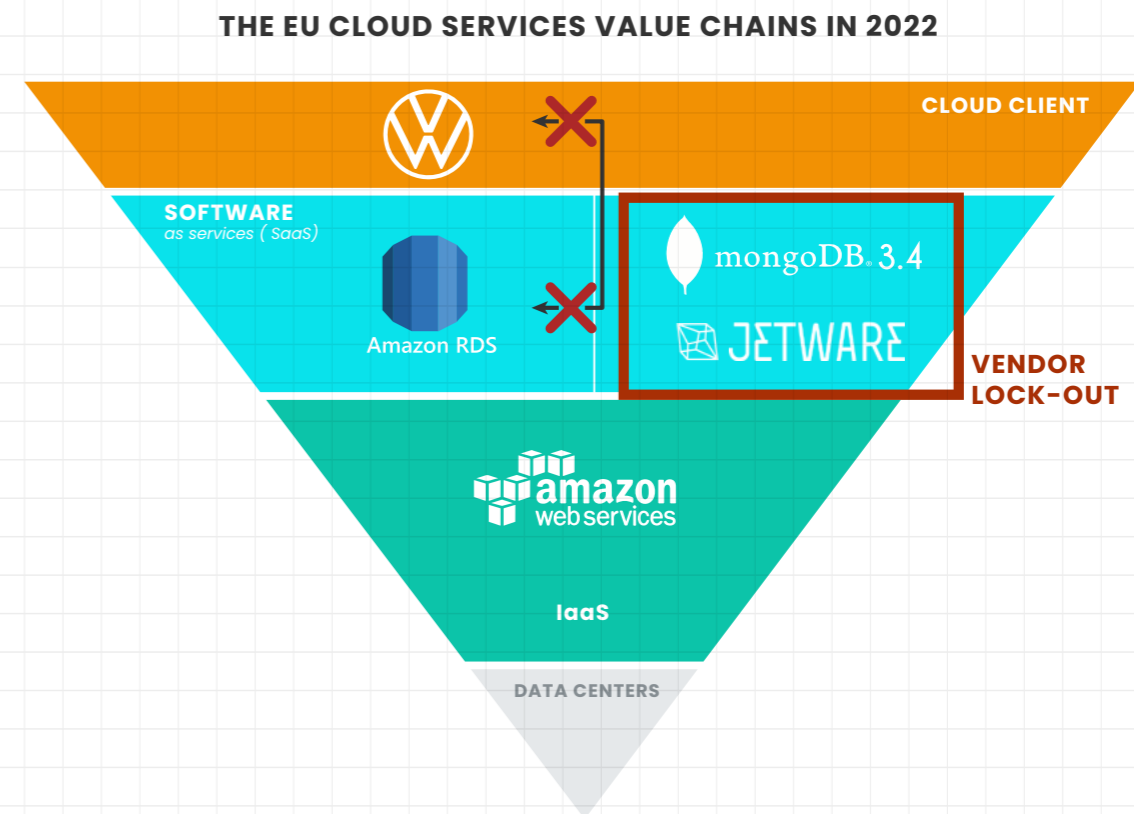 THE EU CLOUD SERVICES VALUE CHAINS IN 2022
CLOUD CLIENT
SOFTWARE
as services ( SaaS)
Amazon RDS
mongoDB® 3.4
JETWARE
VENDOR
LOCK-OUT
amazon
web services
IaaS
DATA CENTERS